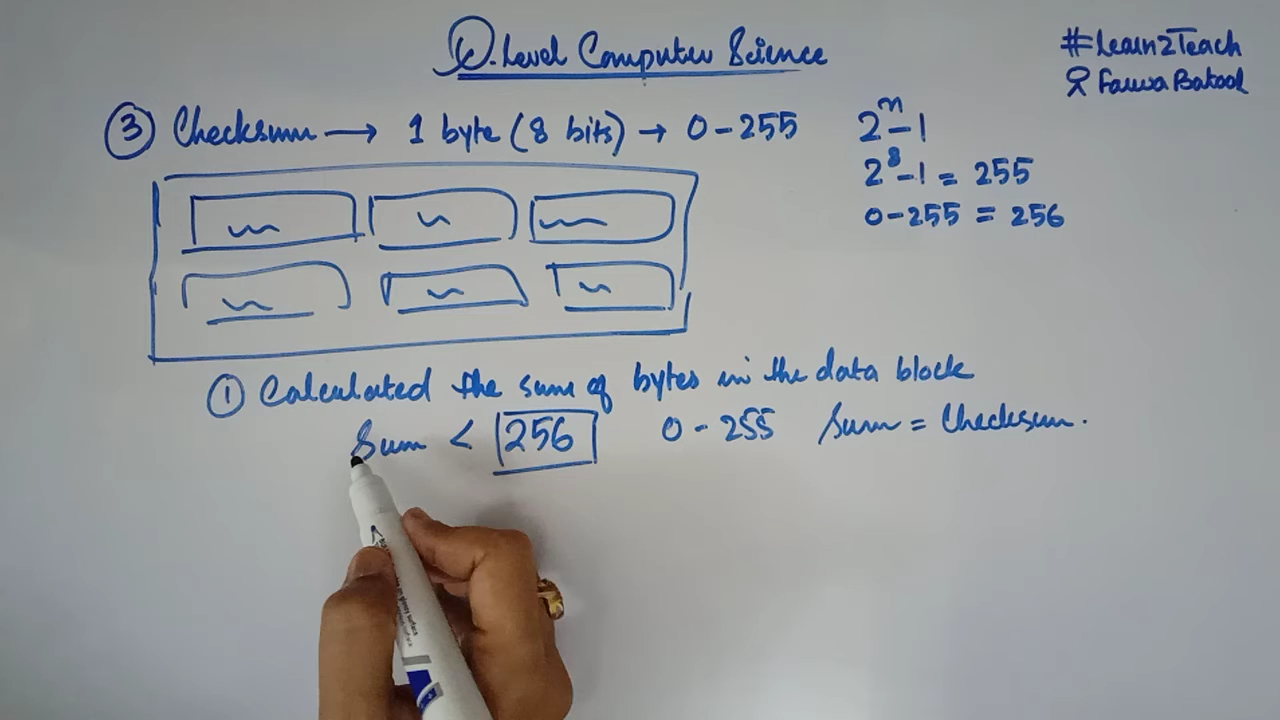 O.Level Computer Science
#Learn2Teach
Farwa Batool
③ Checksum → 1 byte (8 bits) → 0-255
2ⁿ-1
2⁸-1 = 255
0-255 = 256
① Calculated the sum of bytes in the data block
Sum < 256 0-255 Sum = Checksum.